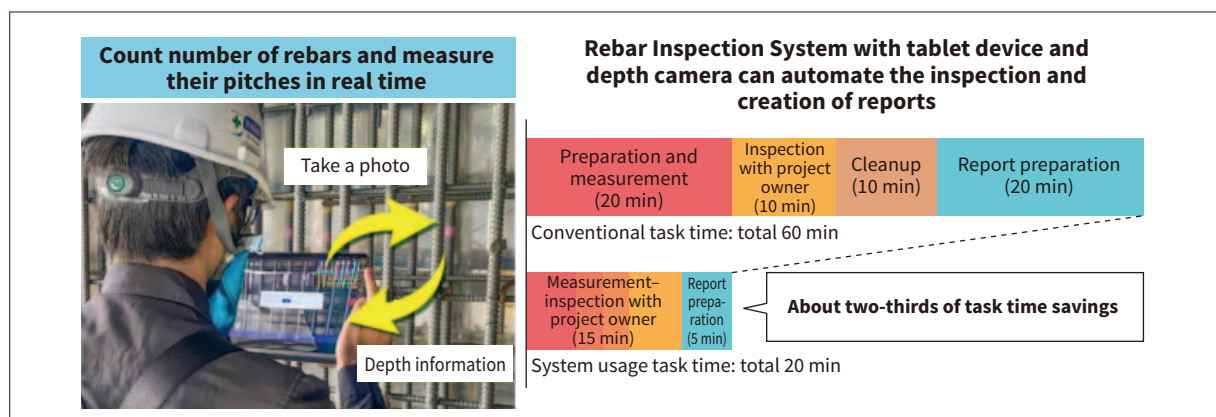 Count number of rebars and measure
their pitches in real time
Take a photo
Depth information
Rebar Inspection System with tablet device and
depth camera can automate the inspection and
creation of reports
Preparation and
measurement
(20 min)
Inspection
with project
owner
(10 min)
Cleanup
(10 min)
Report preparation
(20 min)
Conventional task time: total 60 min
Measurement–
inspection with
project owner
(15 min)
Report
prepa-
ration
(5 min)
About two-thirds of task time savings
System usage task time: total 20 min